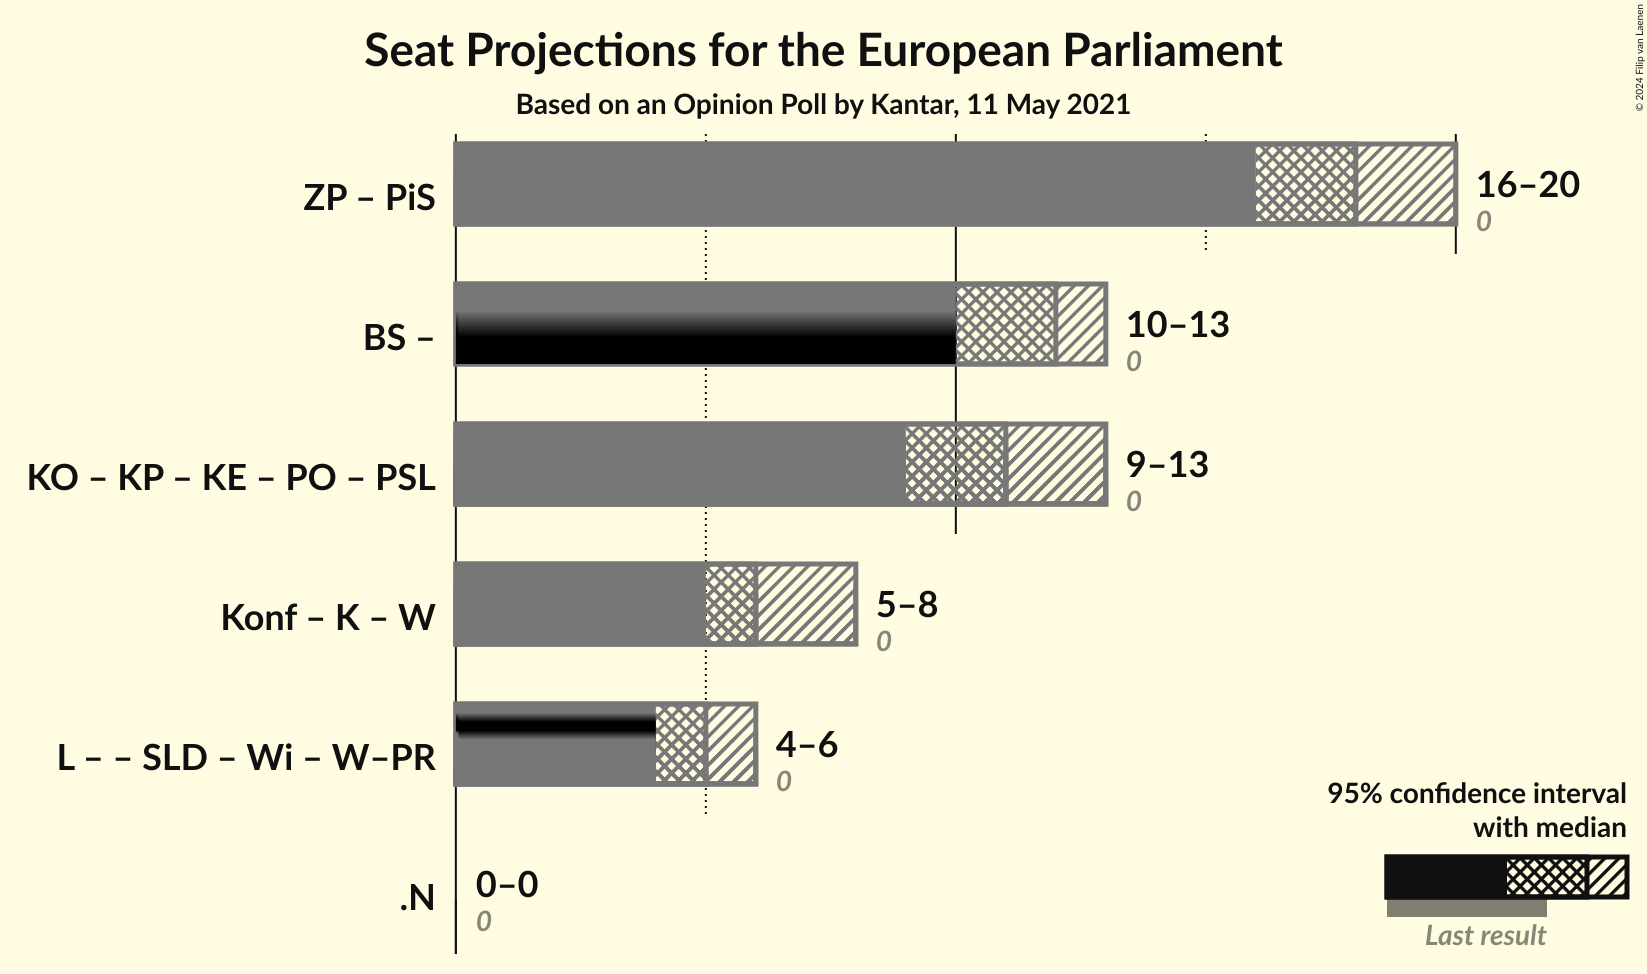 Seat Projections for the European Parliament
Based on an Opinion Poll by Kantar, 11 May 2021
© 2024 Filip van Laenen
ZP – PiS
16–20
0
BS –
10–13
0
KO – KP – KE – PO – PSL
9–13
0
Konf – K – W
5–8
0
L – – SLD – Wi – W–PR
4–6
0
.N
0–0
0
95% confidence interval
with median
Last result